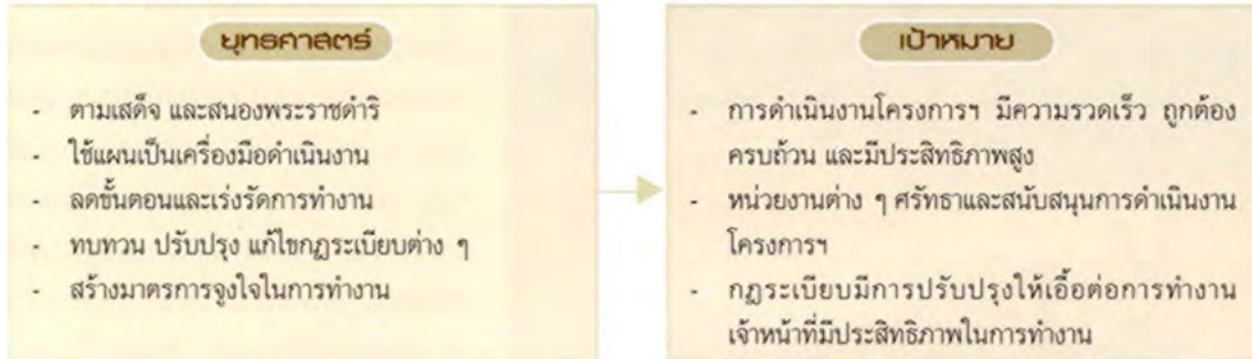 ยุทธศาสตร์
- ตามเสด็จ และสนองพระราชดำริ
- ใช้แผนเป็นเครื่องมือดำเนินงาน
- ลดขั้นตอนและเร่งรัดการทำงาน
- ทบทวน ปรับปรุง แก้ไขกฎระเบียบต่าง ๆ
- สร้างมาตรการจูงใจในการทำงาน
เป้าหมาย
- การดำเนินงานโครงการฯ มีความรวดเร็ว ถูกต้อง
ครบถ้วน และมีประสิทธิภาพสูง
- หน่วยงานต่าง ๆ ศรัทธาและสนับสนุนการดำเนินงาน
โครงการฯ
- กฎระเบียบมีการปรับปรุงให้เอื้อต่อการทำงาน
เจ้าหน้าที่มีประสิทธิภาพในการทำงาน